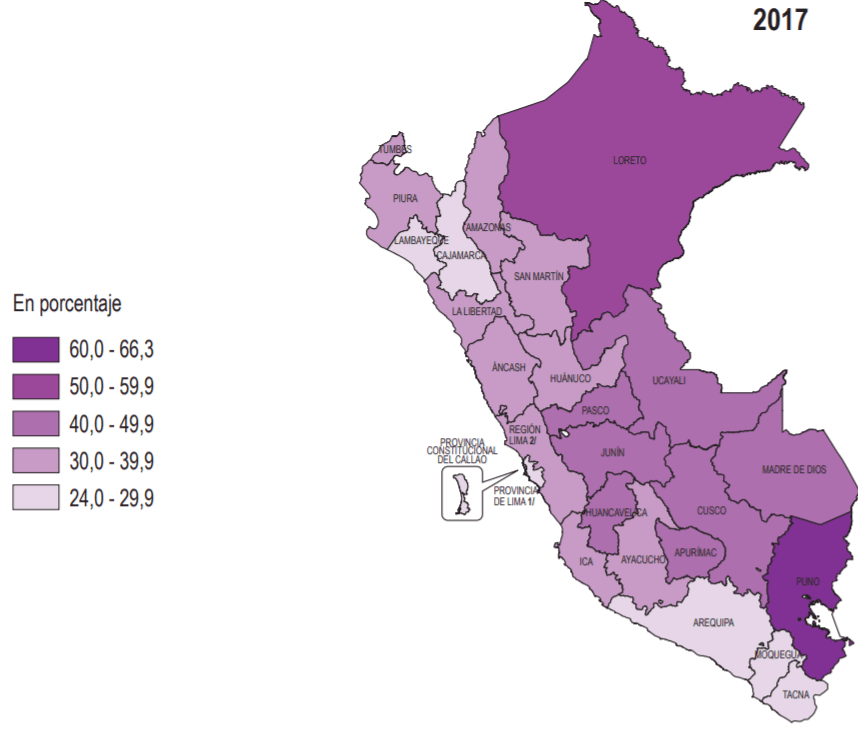 2017
LORETO
TUMBES
PIURA
AMAZONAS
LAMBAYEQUE
CAJAMARCA
SAN MARTÍN
En porcentaje
LA LIBERTAD
60,0 - 66,3
50,0 - 59,9
40,0 - 49,9
30,0 - 39,9
24,0 - 29,9
ÁNCASH
HUÁNUCO
UCAYALI
PASCO
REGIÓN
LIMA 2/
PROVINCIA
CONSTITUCIONAL
DEL CALLAO
JUNÍN
MADRE DE DIOS
PROVINCIA
DE LIMA 1/
HUANCAVELICA
CUSCO
ICA
AYACUCHO
APURÍMAC
PUNO
AREQUIPA
MOQUEGUA
TACNA